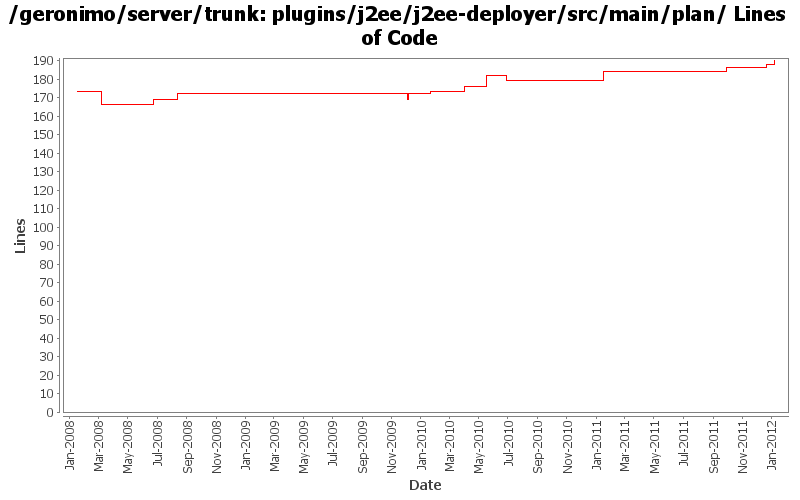 /geronimo/server/trunk: plugins/j2ee/j2ee-deployer/src/main/plan/ Lines
of Code
Lines
190
180
170
160
150
140
130
120
110
100
90
80
70
60
50
40
30
20
10
0
Jan-2008
Mar-2008
May-2008
Jul-2008
Sep-2008
Nov-2008
Jan-2009
Mar-2009
May-2009
Jul-2009
Sep-2009
Nov-2009
Jan-2010
Mar-2010
May-2010
Jul-2010
Sep-2010
Nov-2010
Jan-2011
Mar-2011
May-2011
Jul-2011
Sep-2011
Nov-2011
Jan-2012
Date